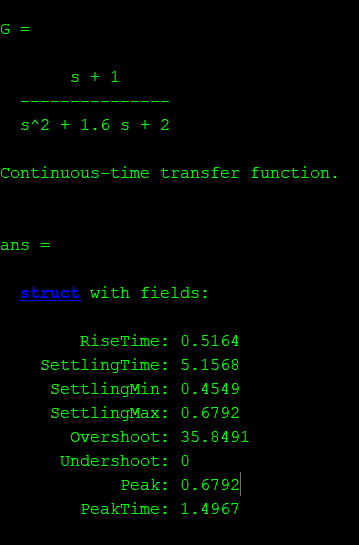 G =
s + 1
---------------
s^2 + 1.6 s + 2
Continuous-time transfer function.
ans =
struct with fields:
RiseTime: 0.5164
SettlingTime: 5.1568
SettlingMin: 0.4549
SettlingMax: 0.6792
Overshoot: 35.8491
Undershoot: 0
Peak: 0.6792
PeakTime: 1.4967